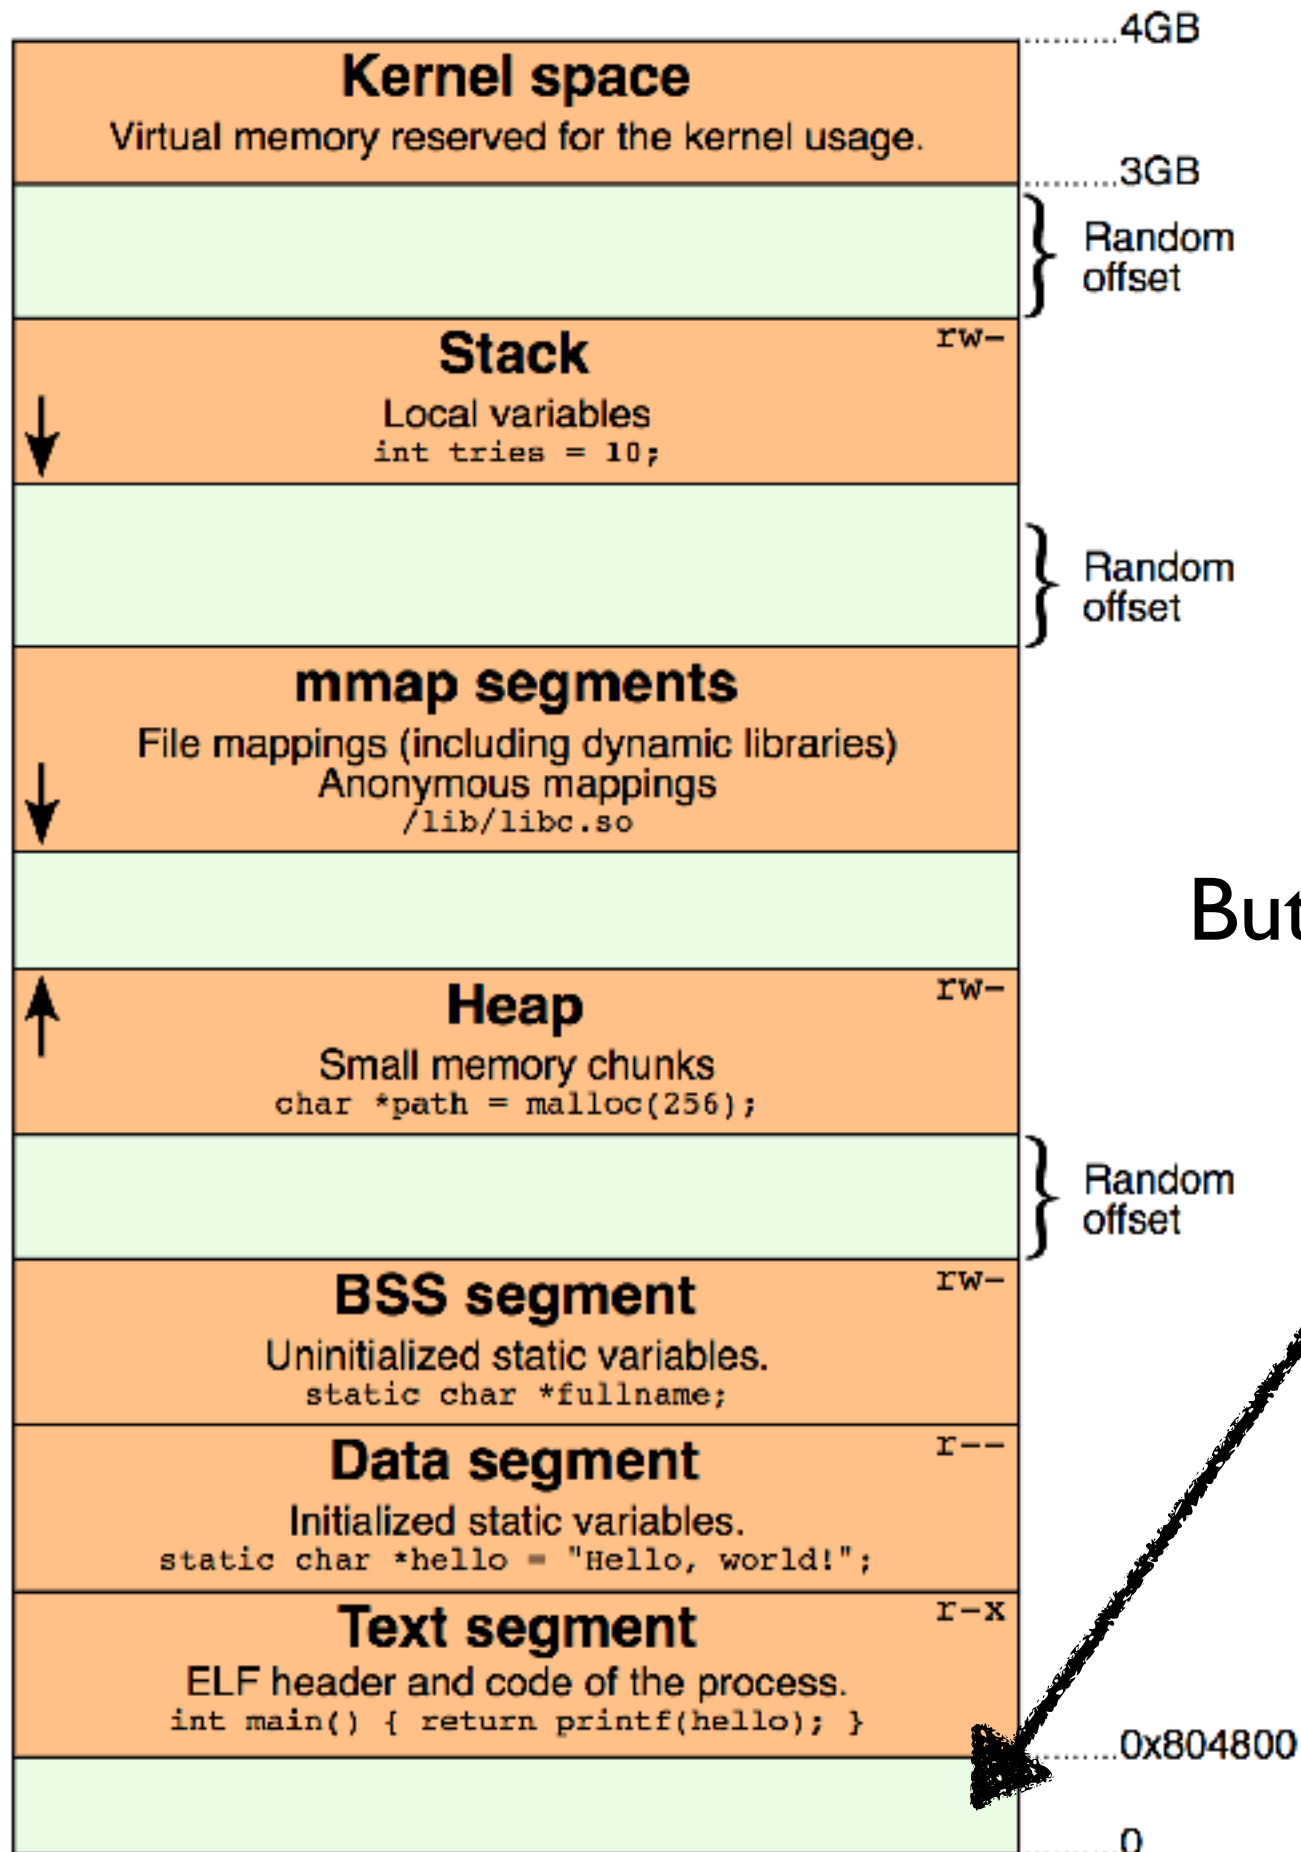 4GB
Kernel space
Virtual memory reserved for the kernel usage.
3GB
Random
offset
rw-
Stack
Local variables
int tries = 10;
Random
offset
mmap segments
File mappings (including dynamic libraries)
Anonymous mappings
/lib/libc.so
But
rw-
Heap
Small memory chunks
char *path = malloc(256);
Random
offset
rw-
BSS segment
Uninitialized static variables.
static char *fullname;
r--
Data segment
Initialized static variables.
static char *hello = "Hello, world!";
r-x
Text segment
ELF header and code of the process.
int main() { return printf(hello); }
0x804800
0